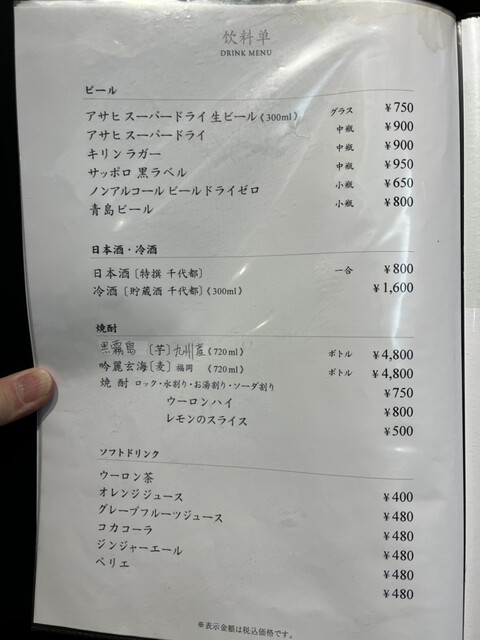 饮料单
DRINK MENU
ビール
アサヒ スーパードライ 生ビール《300ml》 グラス ¥750
アサヒ スーパードライ 中瓶 ¥900
キリン ラガー 中瓶 ¥900
サッポロ 黒ラベル 中瓶 ¥950
ノンアルコール ビールドライゼロ 小瓶 ¥650
青島ビール 小瓶 ¥800
日本酒・冷酒
日本酒〔特撰 千代都〕 一合 ¥800
冷酒〔貯蔵酒 千代都〕《300ml》 ¥1,600
焼酎
黒霧島 〔芋〕九州産《720ml》 ボトル ¥4,800
吟麗玄海〔麦〕福岡 《720ml》 ボトル ¥4,800
焼 酎 ロック・水割り・お湯割り・ソーダ割り ¥750
ウーロンハイ ¥800
レモンのスライス ¥500
ソフトドリンク
ウーロン茶 ¥400
オレンジジュース ¥480
グレープフルーツジュース ¥480
コカコーラ ¥480
ジンジャーエール ¥480
ペリエ ¥480
※表示金額は税込価格です。